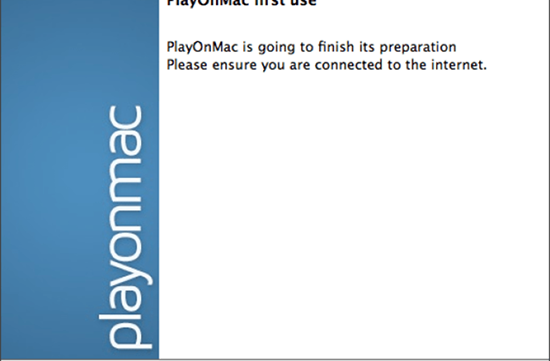 PlayOnMac first use
PlayOnMac is going to finish its preparation
Please ensure you are connected to the internet.
playonmac